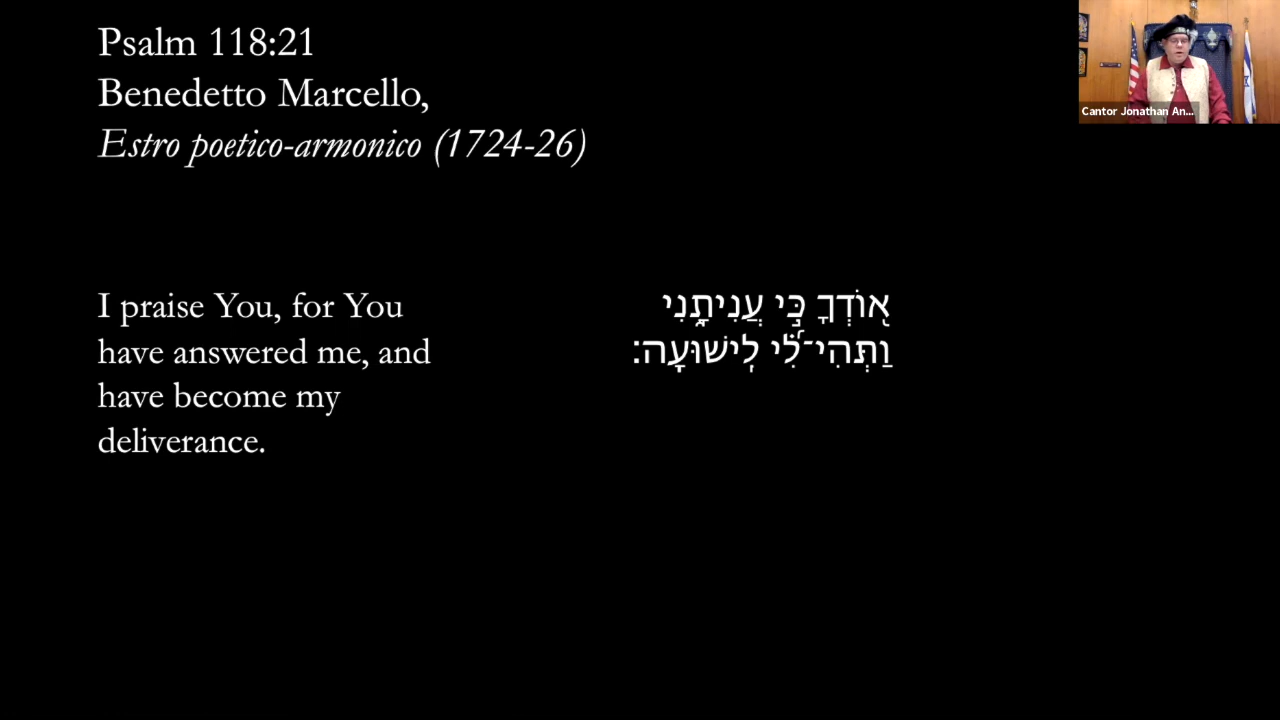 Psalm 118:21
Benedetto Marcello,
Estro poetico-armonico (1724-26)
Cantor Jonathan An...
I praise You, for You
have answered me, and
have become my
deliverance.
א֭וֹדְךָ כִּ֣י עֲנִיתָ֑נִי
וַתְּהִי־לִ֝֗י לִֽישׁוּעָֽה׃